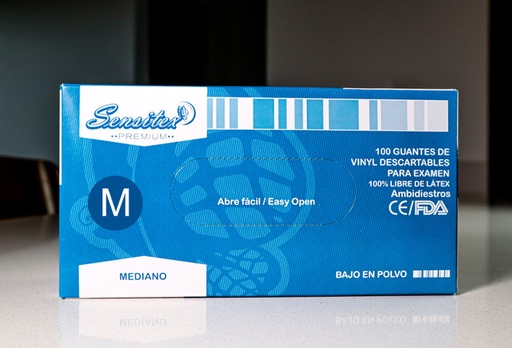 Sensitex
••PREMIUM••
100 GUANTES DE
VINYL DESCARTABLES
PARA EXAMEN
100% LIBRE DE LÁTEX
Ambidiestros
CE/FDA
M
Abre fácil / Easy Open
MEDIANO
BAJO EN POLVO